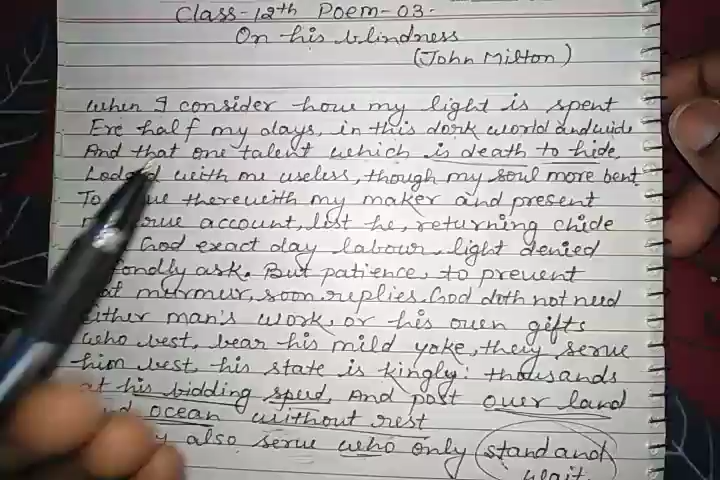 Class-12th Poem-03.
On his blindness
(John Milton)
when I consider how my light is spent
Ere half my days, in this dork world and wide
And that one talent which is death to hide,
with me useless, though my soul more bent
To therewith my maker and present
account, lest he, returning chide
God exact day labour, light denied
fondly ask. But patience, to prevent
murmur, soon replies. God doth not need
either man's work, or his own gifts
who best, bear his mild yoke, they serve
him best, his state is kingly: thousands
at his bidding speed, And post over land
ocean without rest
also serve who only stand and
wait.